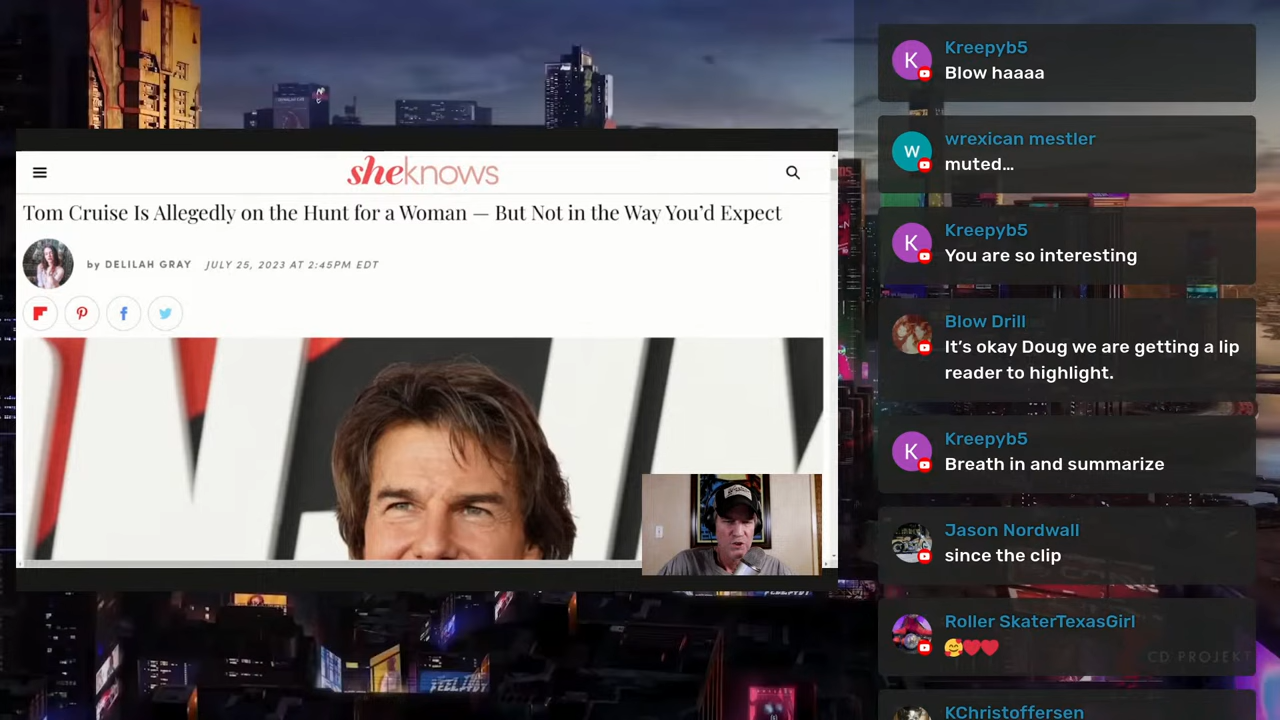 sheknows
Tom Cruise Is Allegedly on the Hunt for a Woman — But Not in the Way You'd Expect
by DELILAH GRAY JULY 25, 2023 AT 2:45PM EDT
Kreepyb5
Blow haaaa
wrexican mestler
muted…
Kreepyb5
You are so interesting
Blow Drill
It's okay Doug we are getting a lip
reader to highlight.
Kreepyb5
Breath in and summarize
Jason Nordwall
since the clip
Roller SkaterTexasGirl
🥰❤️❤️
CD PROJEKT
KChristoffersen